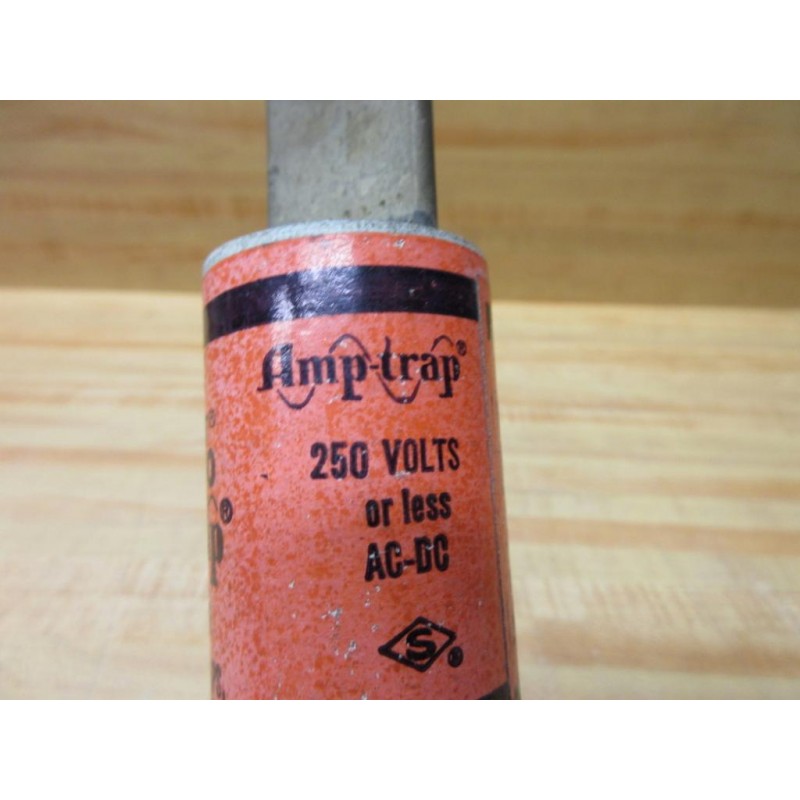 Amp-trap®
250 VOLTS
or less
AC-DC
S®